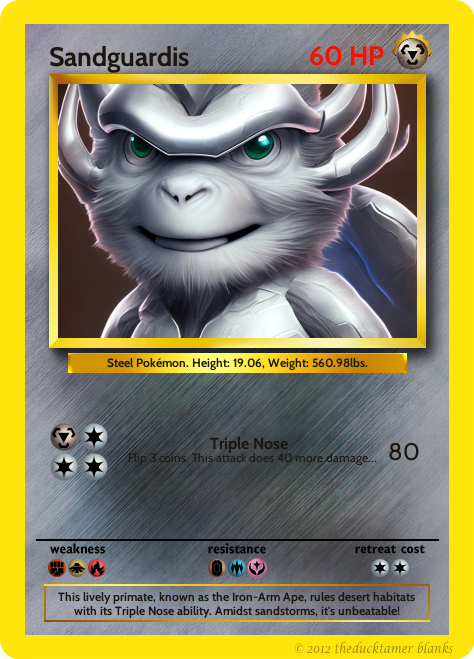 Sandguardis 60 HP
Steel Pokémon. Height: 19.06, Weight: 560.98lbs.
Triple Nose
Flip 3 coins. This attack does 40 more damage... 80
weakness resistance retreat cost
This lively primate, known as the Iron-Arm Ape, rules desert habitats
with its Triple Nose ability. Amidst sandstorms, it's unbeatable!
© 2012 theducktamer blanks